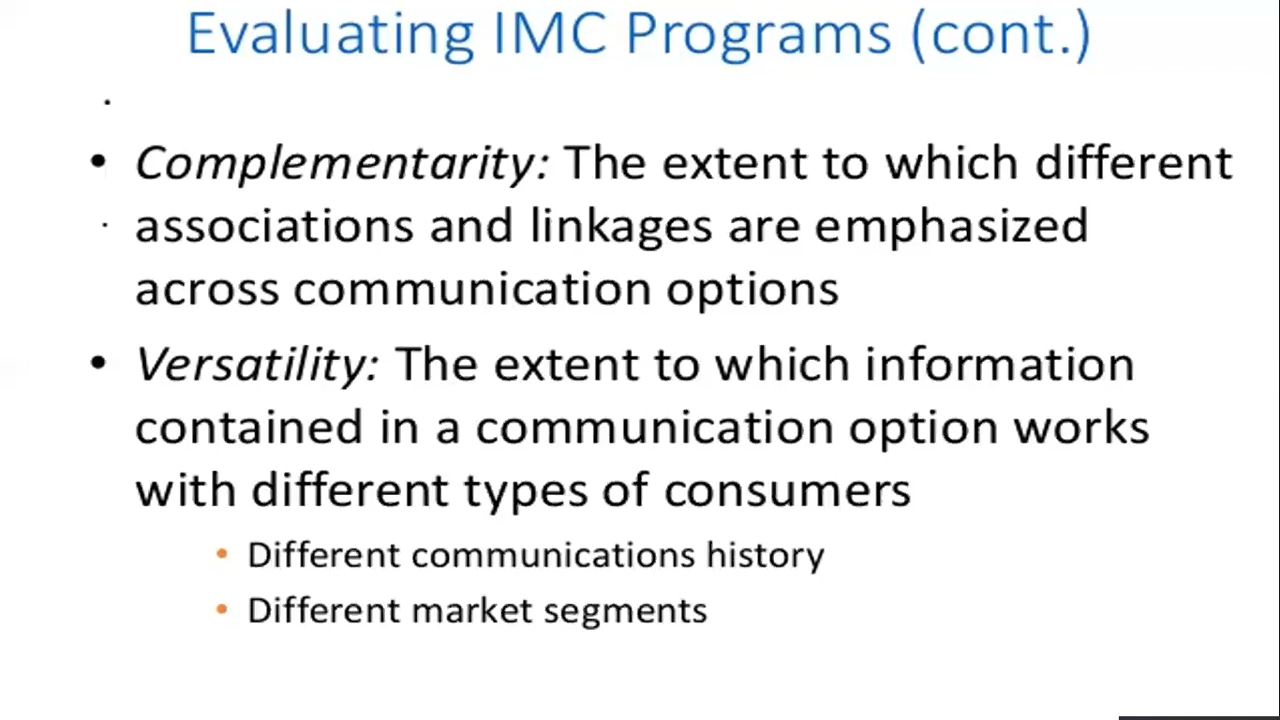 Evaluating IMC Programs (cont.)
• Complementarity: The extent to which different
associations and linkages are emphasized
across communication options
• Versatility: The extent to which information
contained in a communication option works
with different types of consumers
• Different communications history
• Different market segments